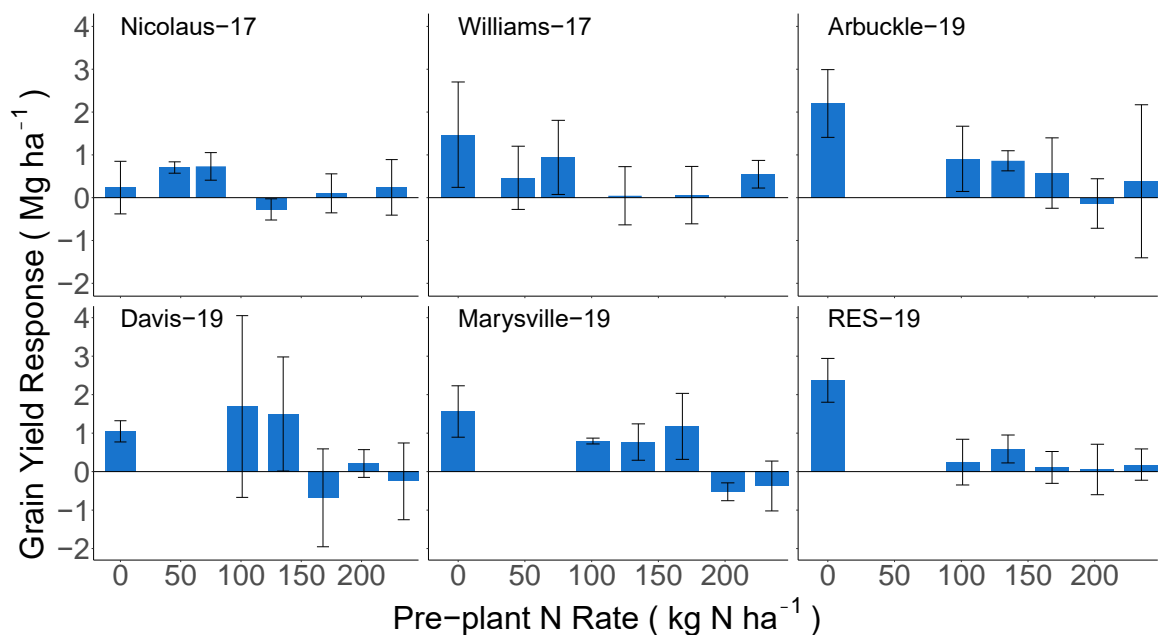 Grain Yield Response ( Mg ha⁻¹ )
Nicolaus−17
Williams−17
Arbuckle−19
4
3
2
1
0
−1
−2
Davis−19
Marysville−19
RES−19
4
3
2
1
0
−1
−2
0 50 100 150 200
0 50 100 150 200
0 50 100 150 200
Pre−plant N Rate ( kg N ha⁻¹ )